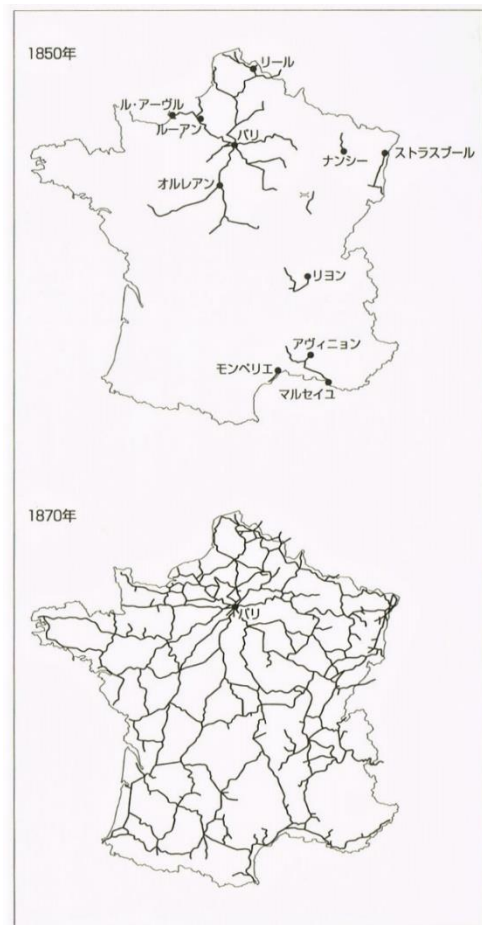 1850年
リール
ル・アーヴル
ルーアン
パリ
ナンシー
ストラスブール
オルレアン
リヨン
アヴィニョン
モンペリエ
マルセイユ
1870年
パリ